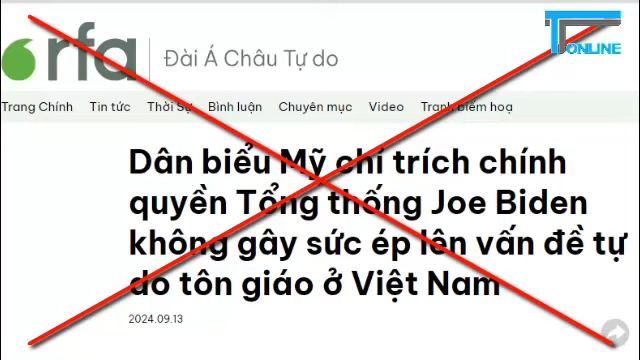 rfa Đài Á Châu Tự do
ONLINE
Trang Chính Tin tức Thời Sự Bình luận Chuyên mục Video Tranh biếm hoạ
Dân biểu Mỹ chỉ trích chính
quyền Tổng thống Joe Biden
không gây sức ép lên vấn đề tự
do tôn giáo ở Việt Nam
2024.09.13